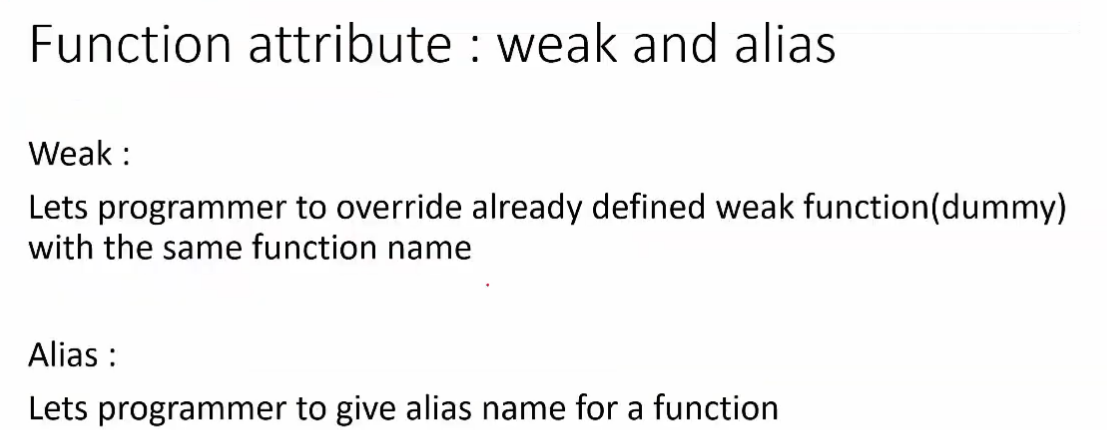 Function attribute : weak and alias
Weak :
Lets programmer to override already defined weak function(dummy)
with the same function name
Alias :
Lets programmer to give alias name for a function